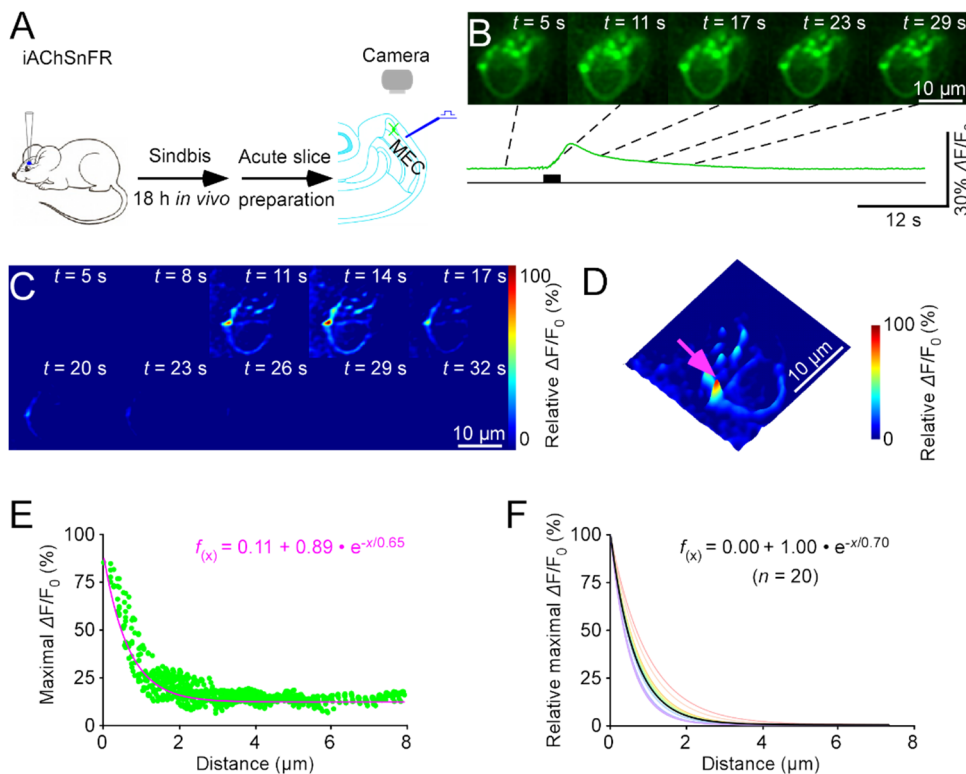 A
iAChSnFR
Sindbis
18 h in vivo
Acute slice
preparation
Camera
MEC
B
t = 5 s
t = 11 s
t = 17 s
t = 23 s
t = 29 s
10 μm
30% ΔF/F0
12 s
C
t = 5 s
t = 8 s
t = 11 s
t = 14 s
t = 17 s
t = 20 s
t = 23 s
t = 26 s
t = 29 s
t = 32 s
10 μm
100
0
Relative ΔF/F0 (%)
D
10 μm
100
0
Relative ΔF/F0 (%)
E
f(x) = 0.11 + 0.89 • e-x/0.65
Maximal ΔF/F0 (%)
100
75
50
25
0
0
2
4
6
8
Distance (μm)
F
f(x) = 0.00 + 1.00 • e-x/0.70
(n = 20)
Relative maximal ΔF/F0 (%)
100
75
50
25
0
0
2
4
6
8
Distance (μm)